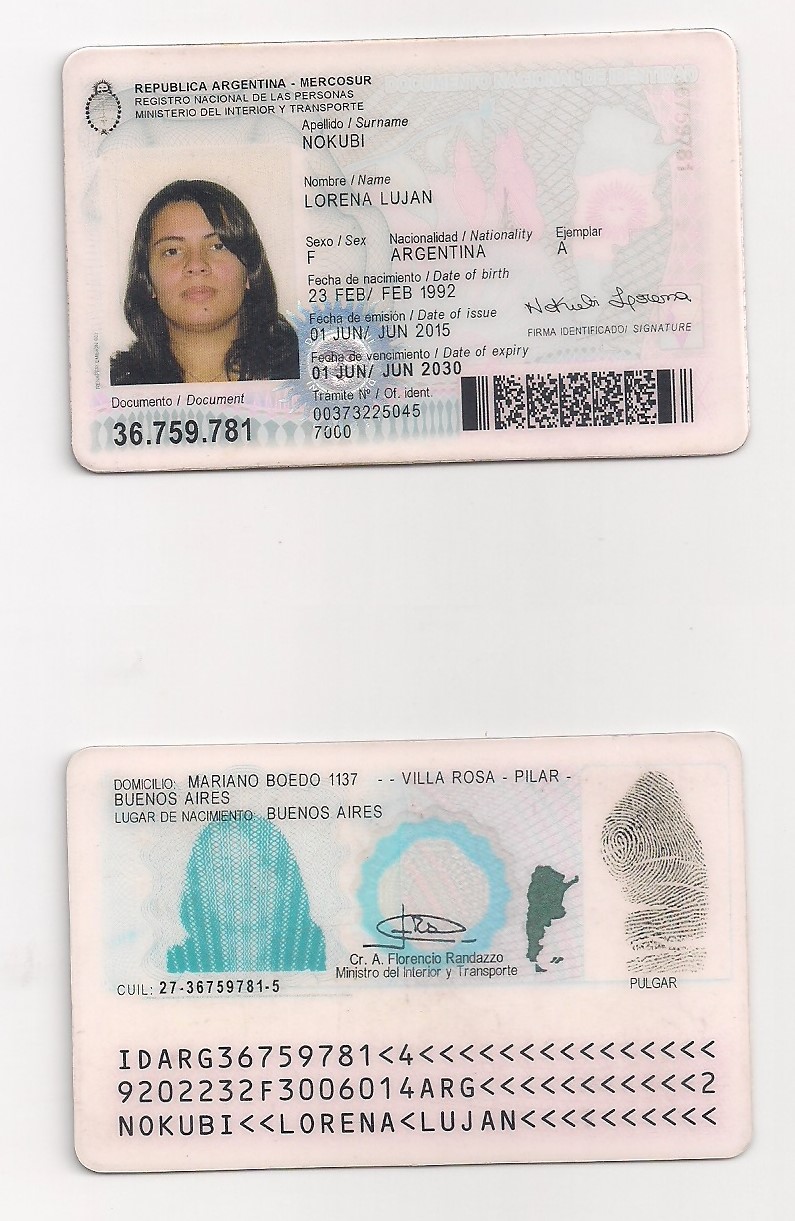 REPUBLICA ARGENTINA - MERCOSUR
REGISTRO NACIONAL DE LAS PERSONAS
MINISTERIO DEL INTERIOR Y TRANSPORTE
Apellido / Surname
NOKUBI
Nombre / Name
LORENA LUJAN
Sexo / Sex Nacionalidad / Nationality Ejemplar
F ARGENTINA A
Fecha de nacimiento / Date of birth
23 FEB/ FEB 1992
Fecha de emisión / Date of issue
01 JUN/ JUN 2015
Nokubi Lorena
FIRMA IDENTIFICADO/ SIGNATURE
Fecha de vencimiento / Date of expiry
01 JUN/ JUN 2030
Documento / Document
36.759.781
Trámite Nº / Of. ident.
00373225045
7000
DOMICILIO: MARIANO BOEDO 1137 - - VILLA ROSA - PILAR -
BUENOS AIRES
LUGAR DE NACIMIENTO: BUENOS AIRES
Cr. A. Florencio Randazzo
Ministro del Interior y Transporte
CUIL: 27-36759781-5
PULGAR
IDARG36759781<4<<<<<<<<<<<<<<<
9202232F3006014ARG<<<<<<<<<<<2
NOKUBI<<LORENA<LUJAN<<<<<<<<<<